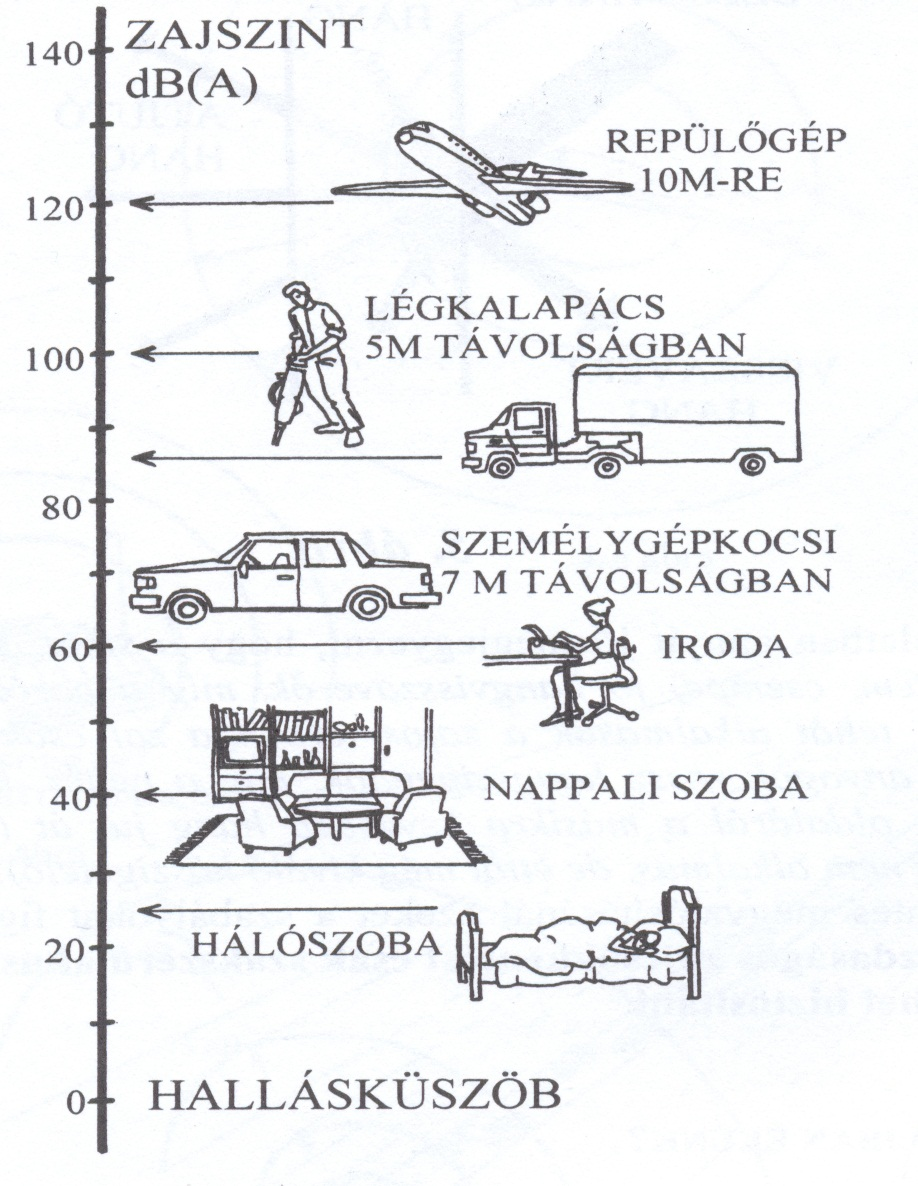 ZAJSZINT
dB(A)
140
REPÜLŐGÉP
10M-RE
120
LÉGKALAPÁCS
5M TÁVOLSÁGBAN
100
80
SZEMÉLYGÉPKOCSI
7 M TÁVOLSÁGBAN
60
IRODA
40
NAPPALI SZOBA
HÁLÓSZOBA
20
0
HALLÁSKÜSZÖB